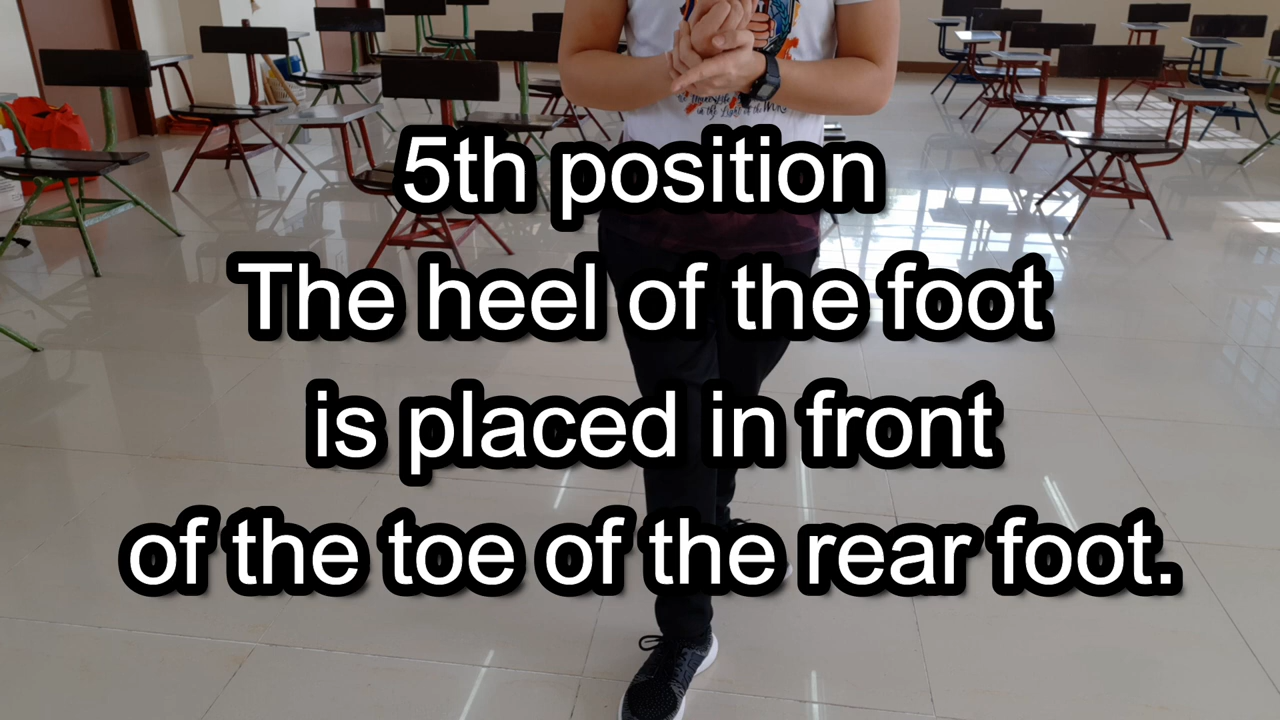 5th position
The heel of the foot
is placed in front
of the toe of the rear foot.